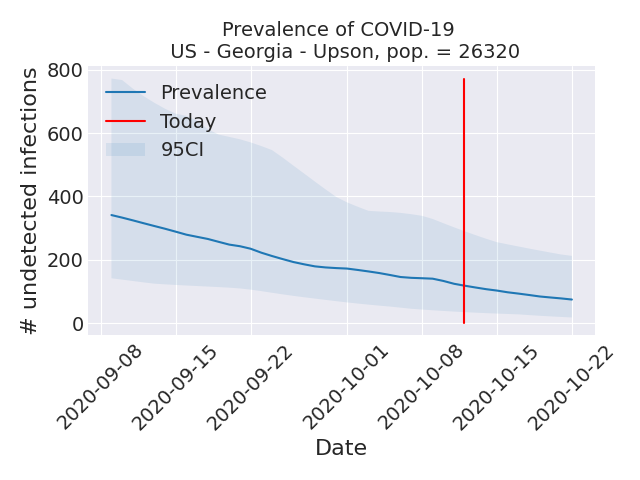 Prevalence of COVID-19
US - Georgia - Upson, pop. = 26320
# undetected infections
800
600
400
200
0
Prevalence
Today
95CI
2020-09-08
2020-09-15
2020-09-22
2020-10-01
2020-10-08
2020-10-15
2020-10-22
Date